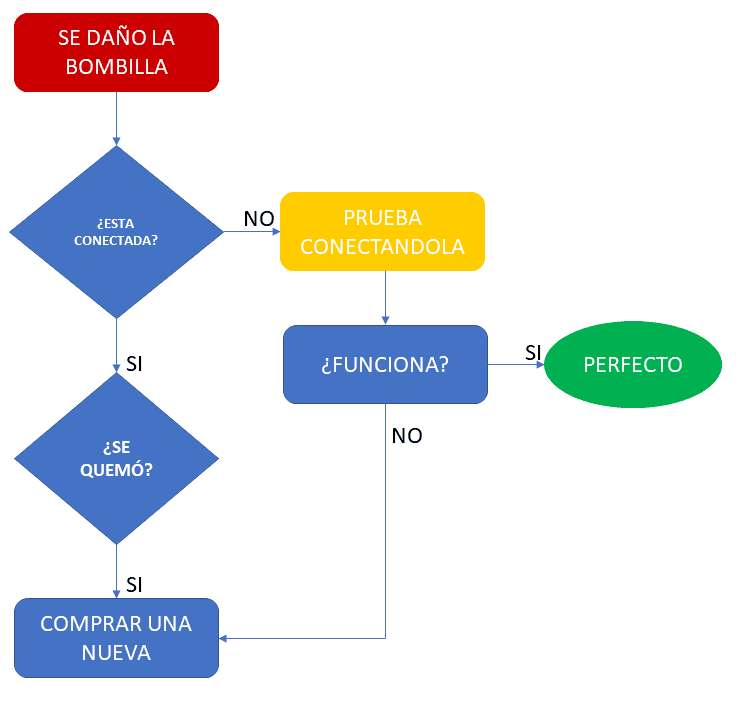 SE DAÑO LA
BOMBILLA
¿ESTA
CONECTADA?
NO
PRUEBA
CONECTANDOLA
SI
¿FUNCIONA?
SI
PERFECTO
NO
¿SE
QUEMÓ?
SI
COMPRAR UNA
NUEVA